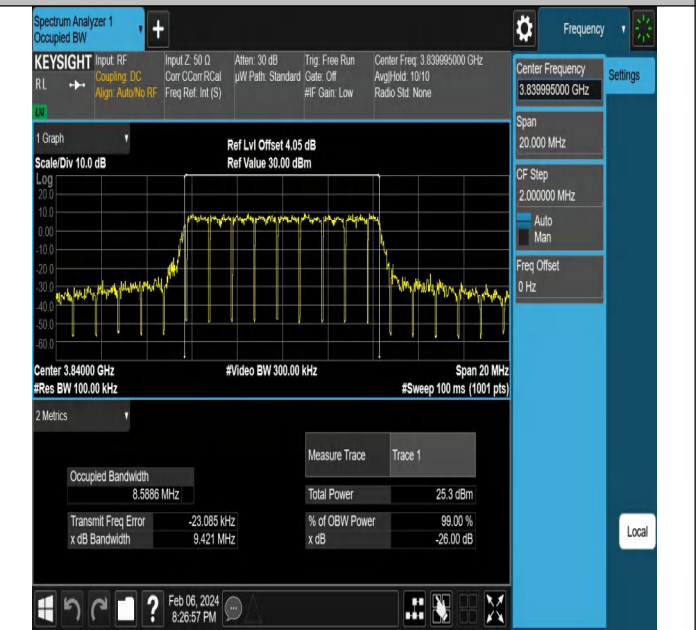 Spectrum Analyzer 1
Occupied BW
KEYSIGHT
RL
Input: RF
Coupling: DC
Align: Auto/No RF
Input Z: 50 Ω
Corr CCorr RCal
Freq Ref: Int (S)
Atten: 30 dB
µW Path: Standard
Trig: Free Run
Gate: Off
#IF Gain: Low
Center Freq: 3.839995000 GHz
Avg|Hold: 10/10
Radio Std: None
1 Graph
Scale/Div 10.0 dB
Ref Lvl Offset 4.05 dB
Ref Value 30.00 dBm
Log
20.0
10.0
0.00
-10.0
-20.0
-30.0
-40.0
-50.0
-60.0
Center 3.84000 GHz
#Res BW 100.00 kHz
#Video BW 300.00 kHz
Span 20 MHz
#Sweep 100 ms (1001 pts)
2 Metrics
Measure Trace
Trace 1
Occupied Bandwidth
8.5886 MHz
Total Power
25.3 dBm
Transmit Freq Error
-23.085 kHz
% of OBW Power
99.00 %
x dB Bandwidth
9.421 MHz
x dB
-26.00 dB
Feb 06, 2024
8:26:57 PM
Frequency
Center Frequency
3.839995000 GHz
Settings
Span
20.000 MHz
CF Step
2.000000 MHz
Auto
Man
Freq Offset
0 Hz
Local